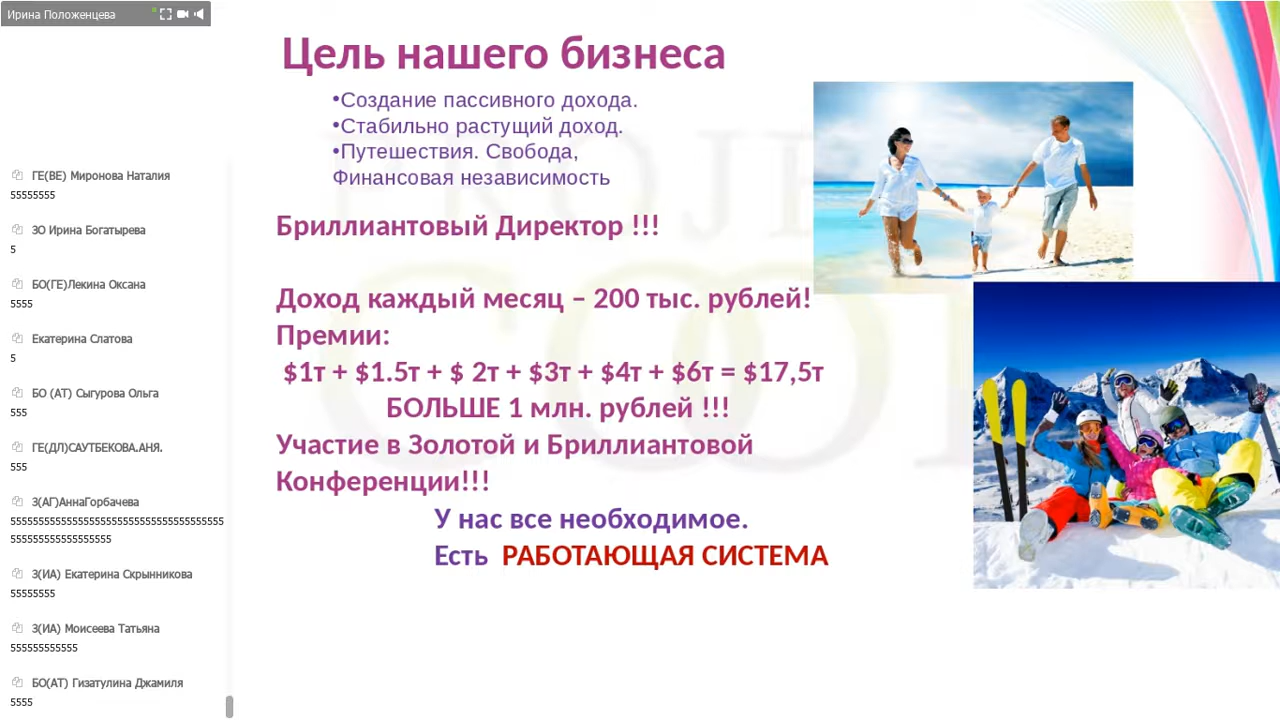 Ирина Положенцева
ГЕ(ВЕ) Миронова Наталия
55555555
ЗО Ирина Богатырева
5
БО(ГЕ)Лекина Оксана
5555
Екатерина Слатова
5
БО (АТ) Сыгурова Ольга
555
ГЕ(ДЛ)САУТБЕКОВА.АНЯ.
555
З(АГ)АннаГорбачева
55555555555555555555555555555555555555
555555555555555555
З(ИА) Екатерина Скрынникова
55555555
З(ИА) Моисеева Татьяна
555555555555
БО(АТ) Гизатулина Джамиля
5555
Цель нашего бизнеса
•Создание пассивного дохода.
•Стабильно растущий доход.
•Путешествия. Свобода,
Финансовая независимость
Бриллиантовый Директор !!!
Доход каждый месяц – 200 тыс. рублей!
Премии:
$1т + $1.5т + $ 2т + $3т + $4т + $6т = $17,5т
БОЛЬШЕ 1 млн. рублей !!!
Участие в Золотой и Бриллиантовой
Конференции!!!
У нас все необходимое.
Есть РАБОТАЮЩАЯ СИСТЕМА